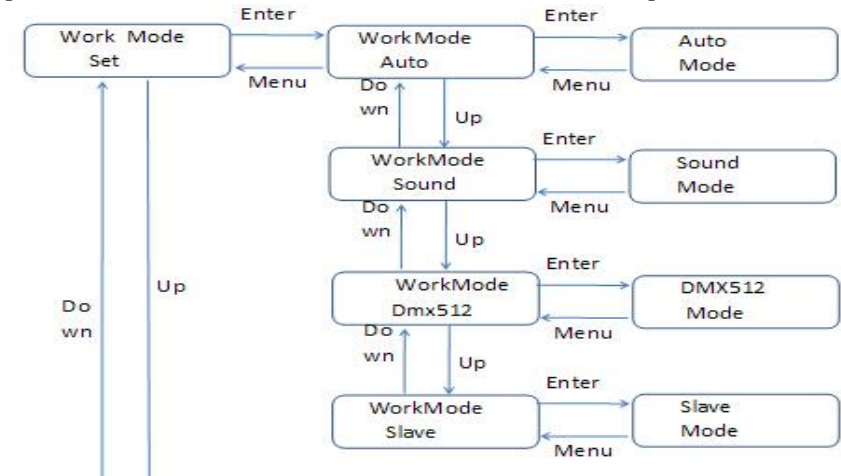 Enter
Enter
Work Mode
Set
WorkMode
Auto
Auto
Mode
Menu
Menu
Do
wn
Up
Enter
WorkMode
Sound
Sound
Mode
Menu
Do
wn
Up
Enter
WorkMode
Dmx512
DMX512
Mode
Menu
Do
wn
Up
Do
wn
Up
Enter
WorkMode
Slave
Slave
Mode
Menu